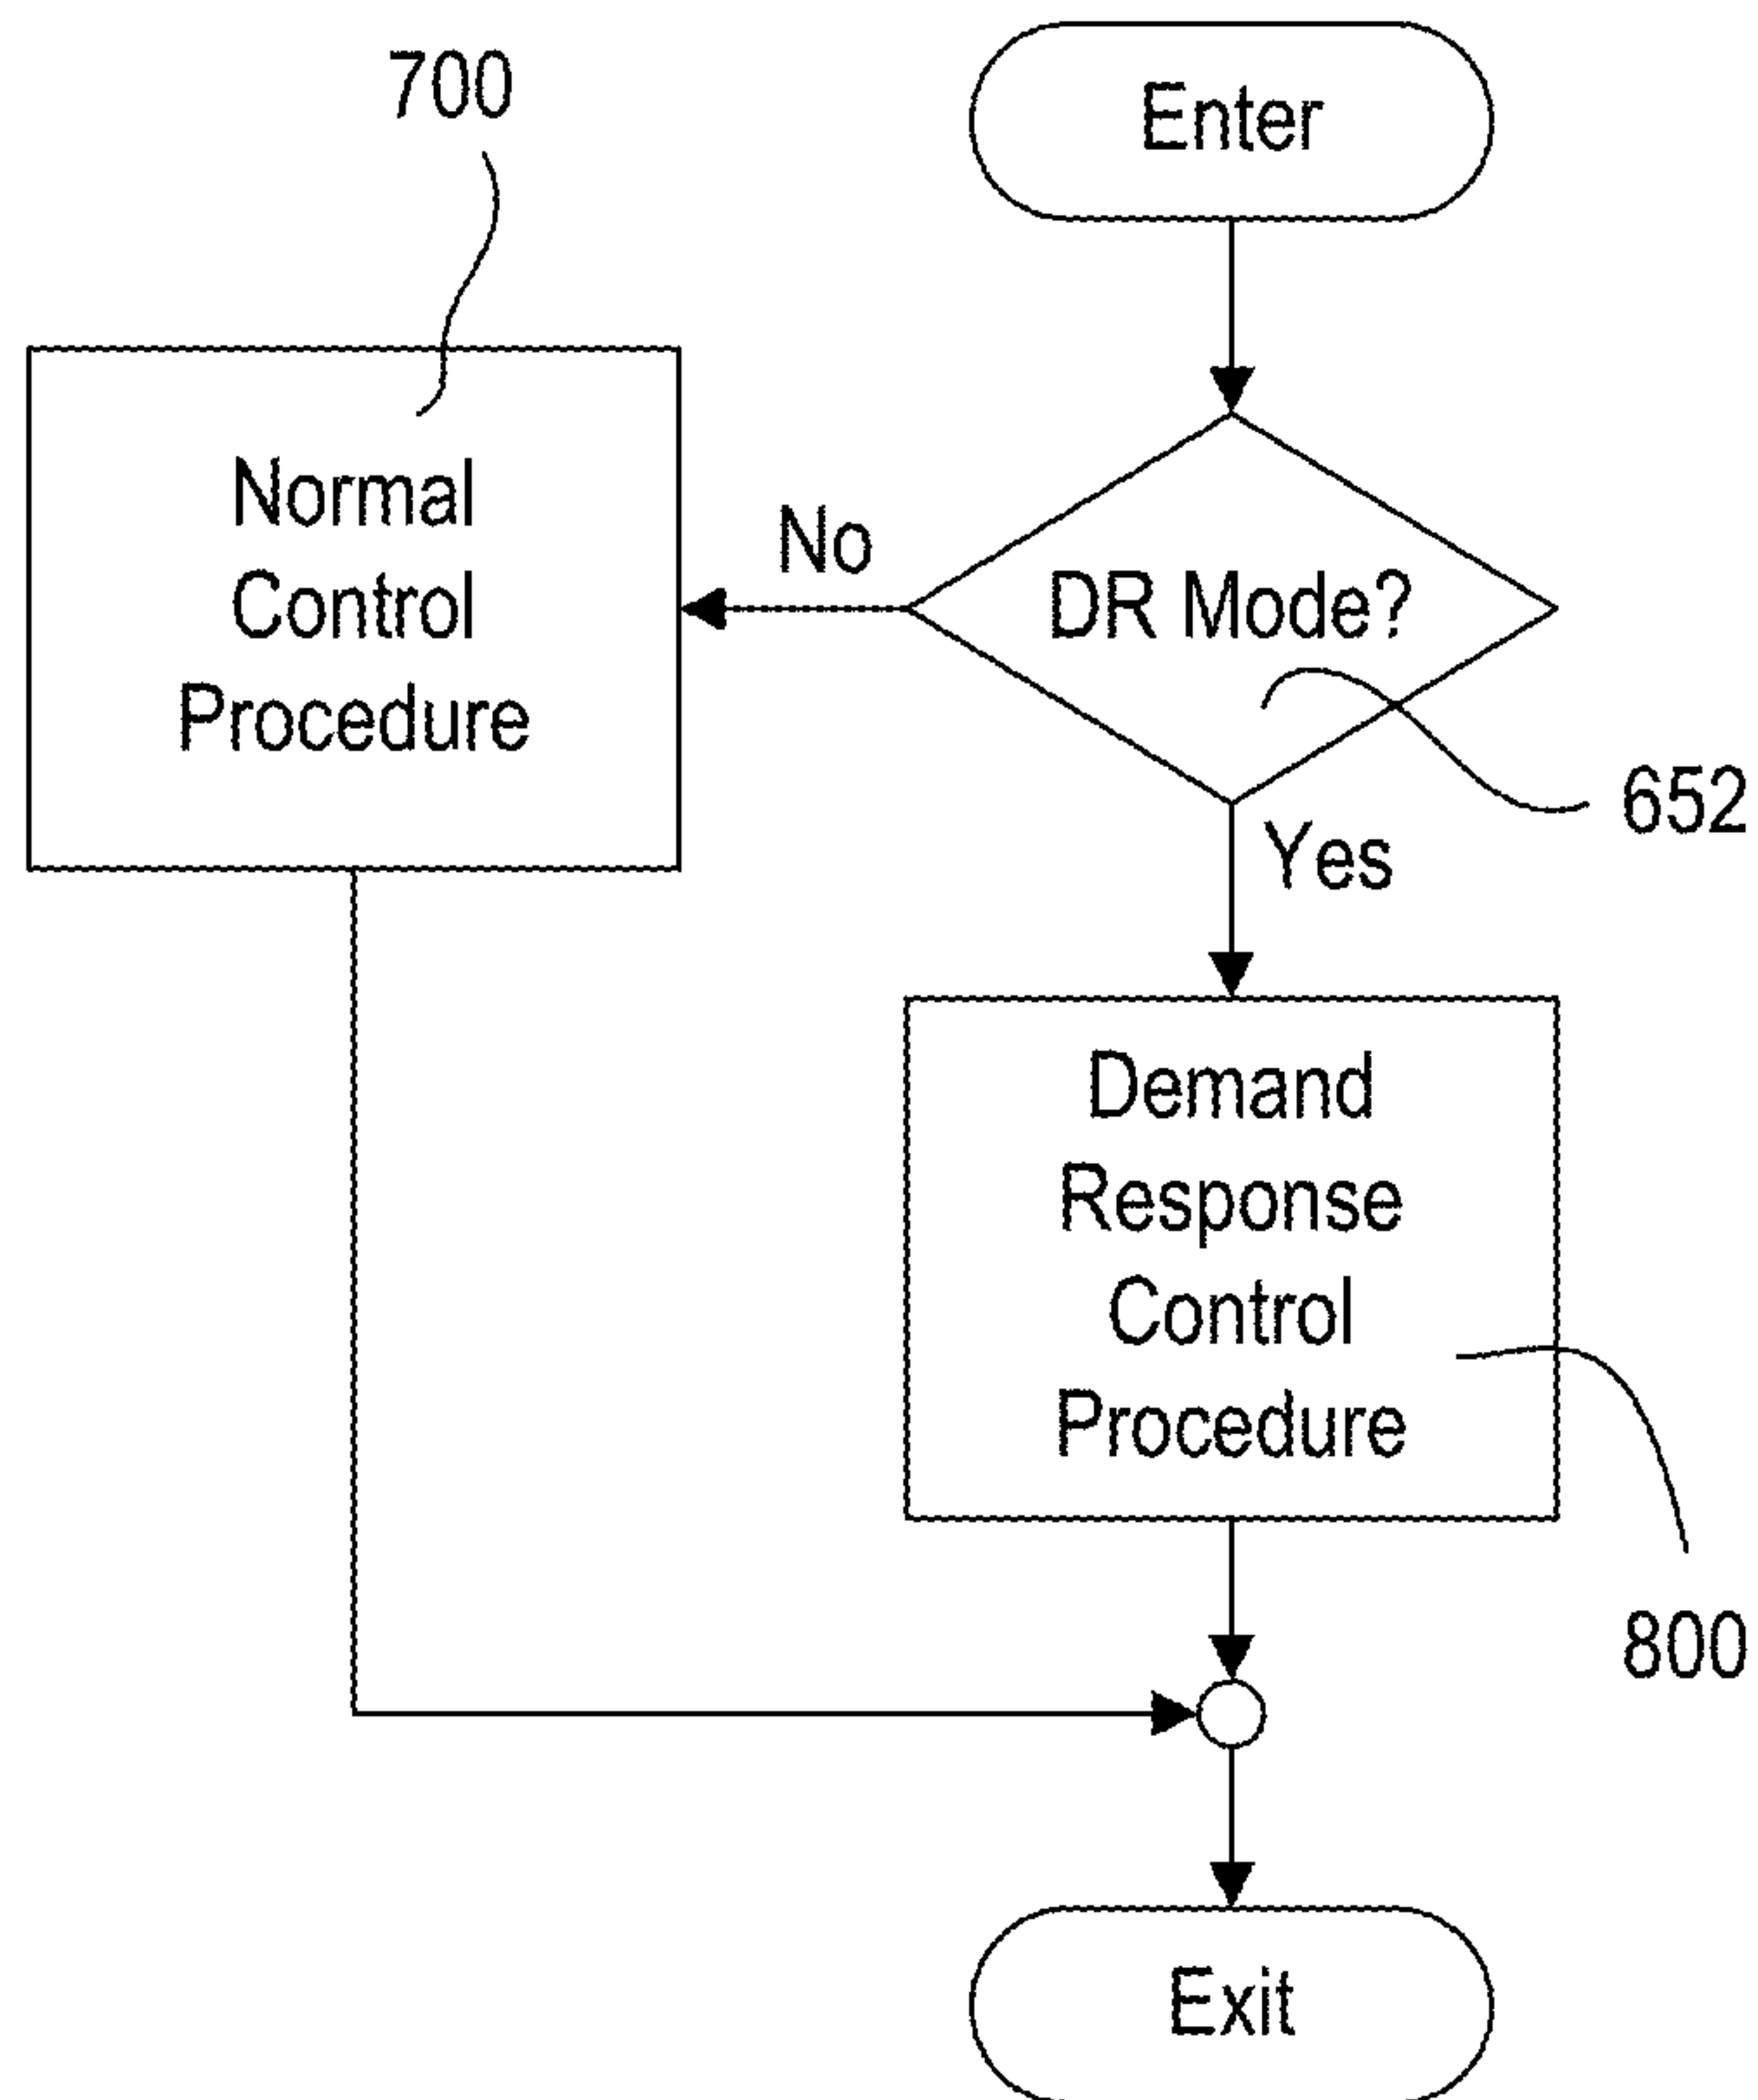 700
Enter
Normal
Control
Procedure
No
DR Mode?
652
Yes
Demand
Response
Control
Procedure
800
Exit